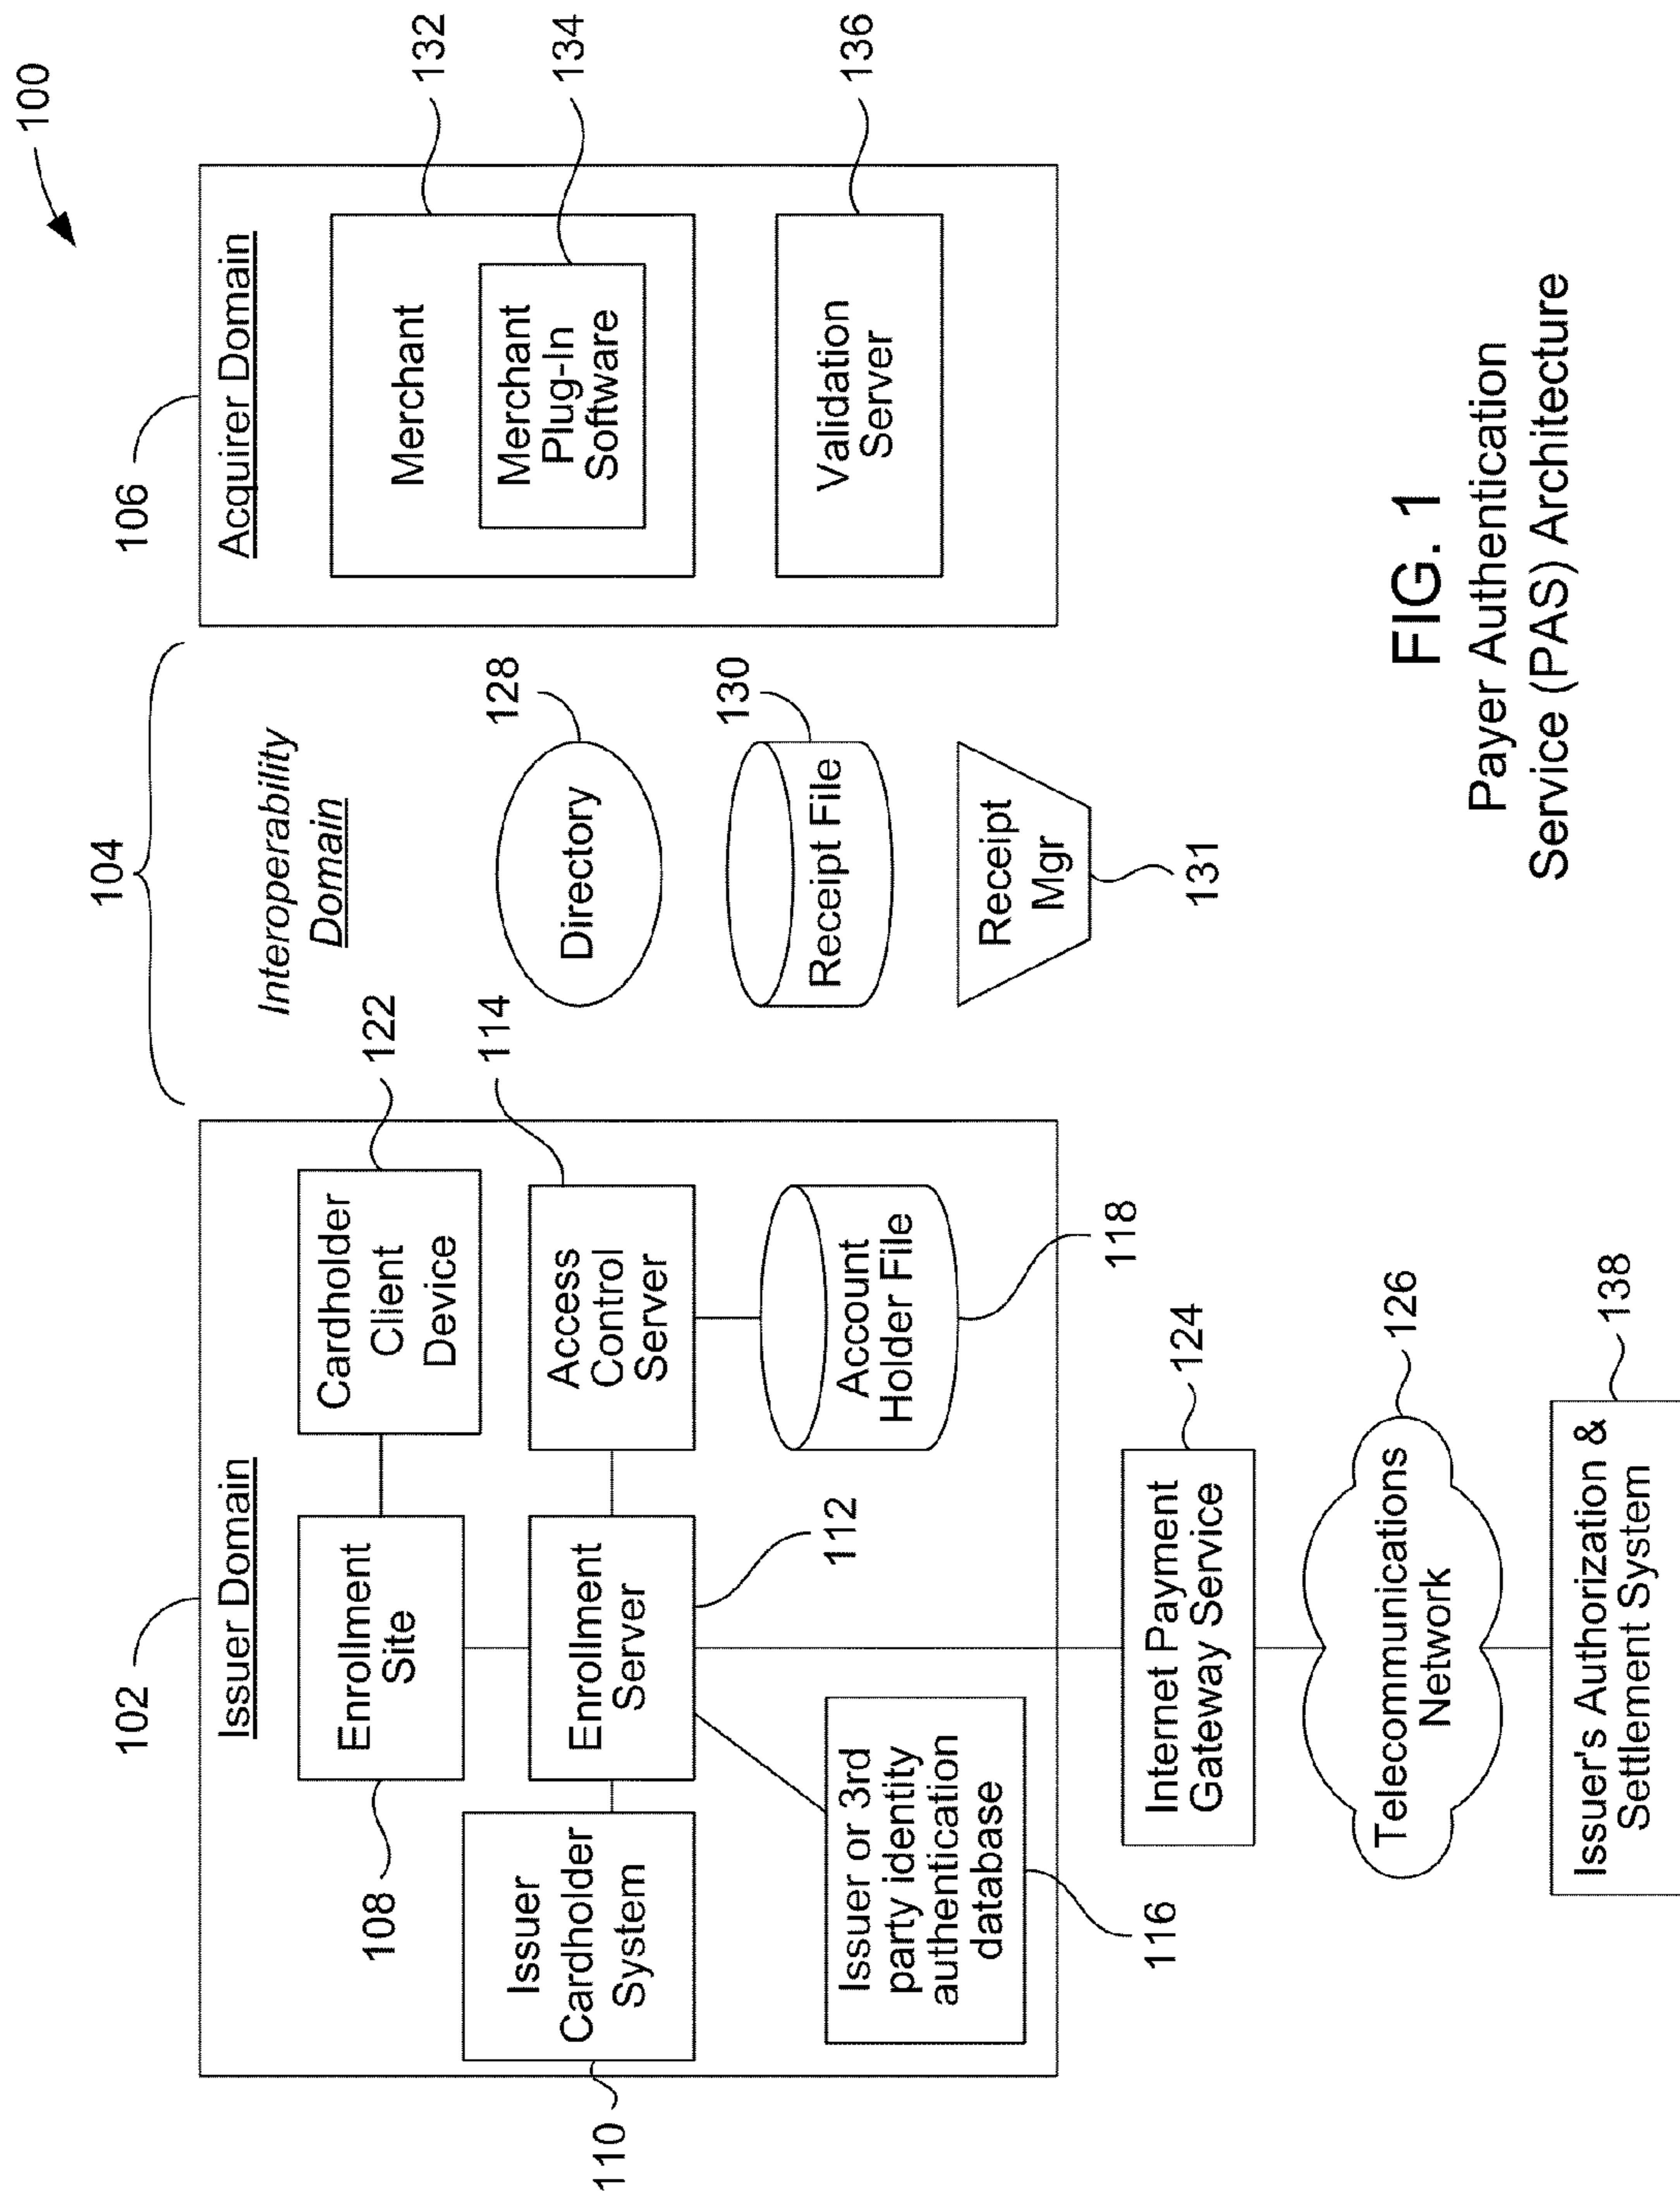 100
102
104
106
Issuer Domain
Interoperability
Domain
Acquirer Domain
108
Enrollment
Site
Cardholder
Client
Device
122
110
Issuer
Cardholder
System
Enrollment
Server
112
Access
Control
Server
114
Issuer or 3rd
party identity
authentication
database
116
Account
Holder File
118
Directory
128
Receipt File
130
Receipt
Mgr
131
Merchant
132
Merchant
Plug-In
Software
134
Validation
Server
136
Internet Payment
Gateway Service
124
Telecommunications
Network
126
Issuer's Authorization &
Settlement System
138
FIG. 1
Payer Authentication
Service (PAS) Architecture